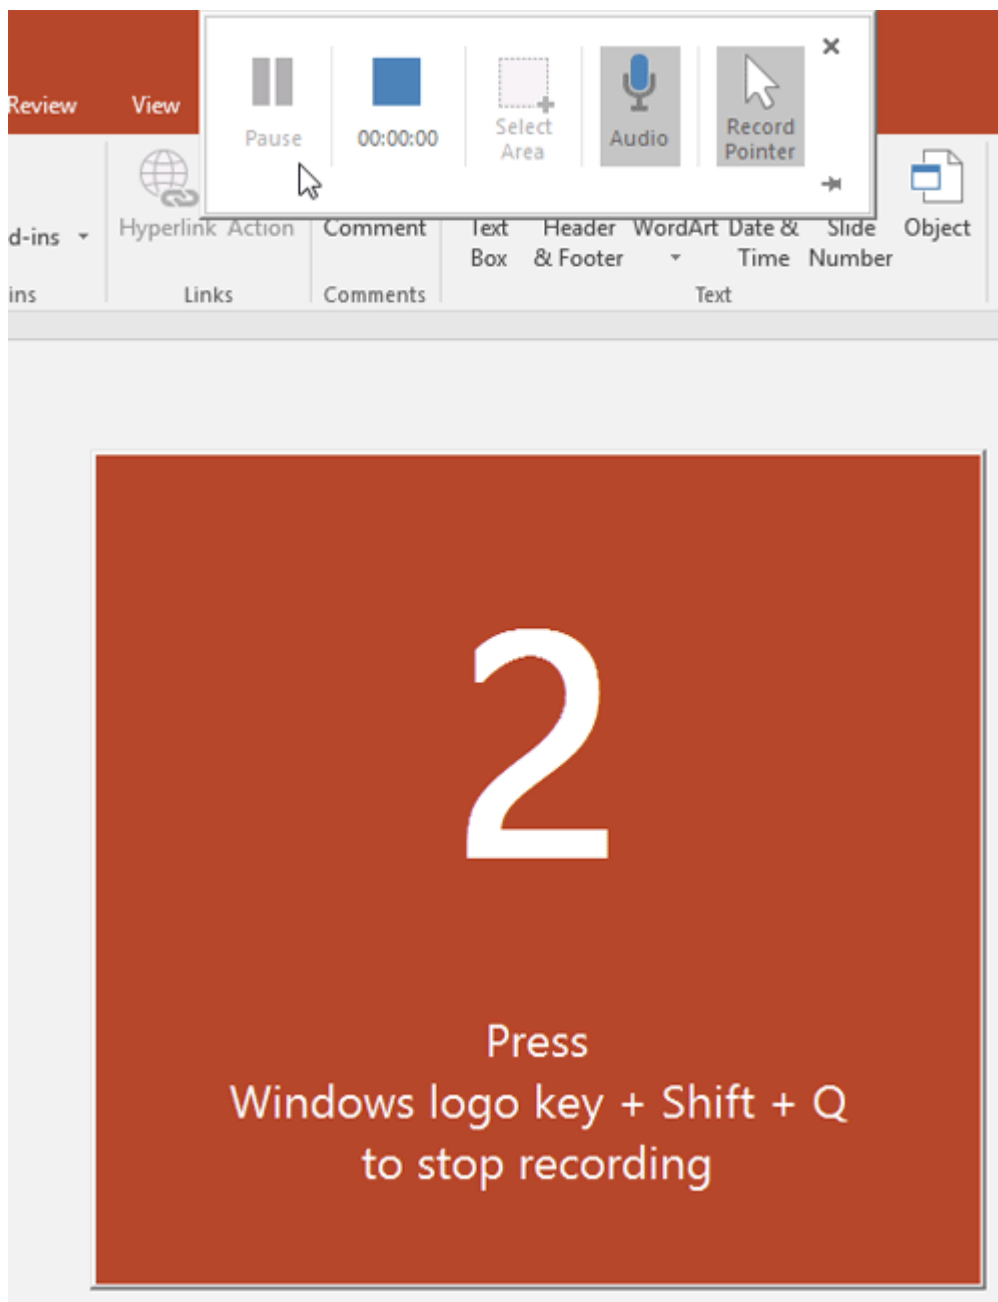 Review
View
Pause
00:00:00
Select
Area
Audio
Record
Pointer
d-ins
Hyperlink
Action
Comment
Text
Box
Header
& Footer
WordArt
Date &
Time
Slide
Number
Object
ins
Links
Comments
Text
2
Press
Windows logo key + Shift + Q
to stop recording